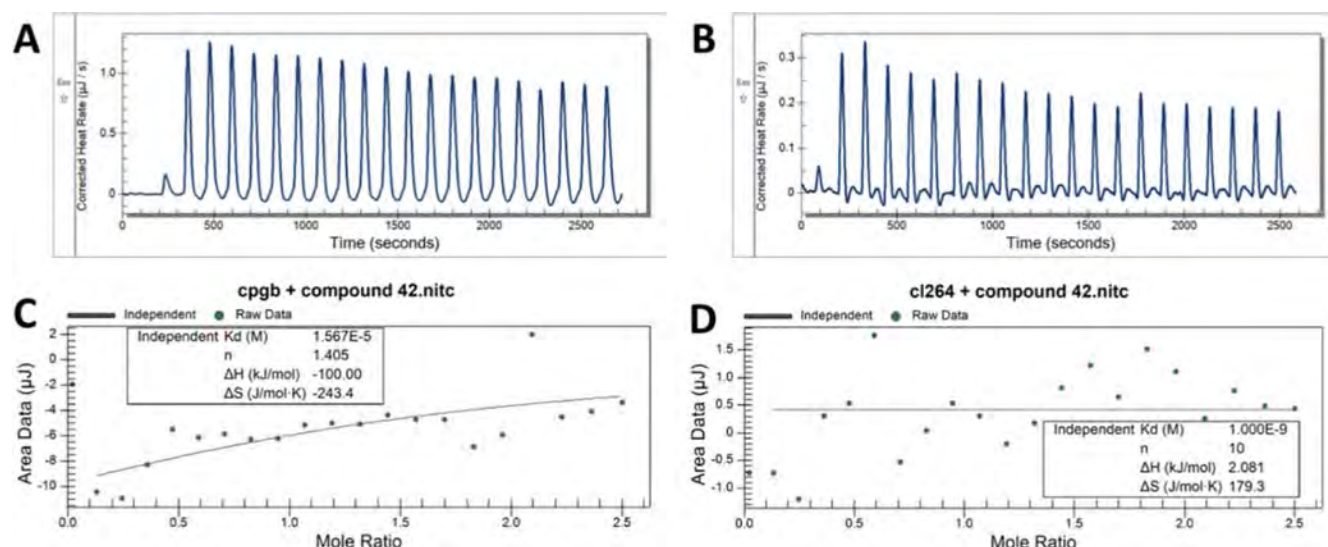 A
Exo
Corrected Heat Rate (µJ / s)
1.0
0.5
0
0
500
1000
1500
2000
2500
Time (seconds)
B
Exo
Corrected Heat Rate (µJ / s)
0.3
0.2
0.1
0
0
500
1000
1500
2000
2500
Time (seconds)
C
cpgb + compound 42.nitc
Independent
Raw Data
Area Data (µJ)
2
0
-2
-4
-6
-8
-10
Independent Kd (M) 1.567E-5
n 1.405
ΔH (kJ/mol) -100.00
ΔS (J/mol·K) -243.4
0.0
0.5
1.0
1.5
2.0
2.5
Mole Ratio
D
cl264 + compound 42.nitc
Independent
Raw Data
Area Data (µJ)
1.5
1.0
0.5
0.0
-0.5
-1.0
Independent Kd (M) 1.000E-9
n 10
ΔH (kJ/mol) 2.081
ΔS (J/mol·K) 179.3
0.0
0.5
1.0
1.5
2.0
2.5
Mole Ratio